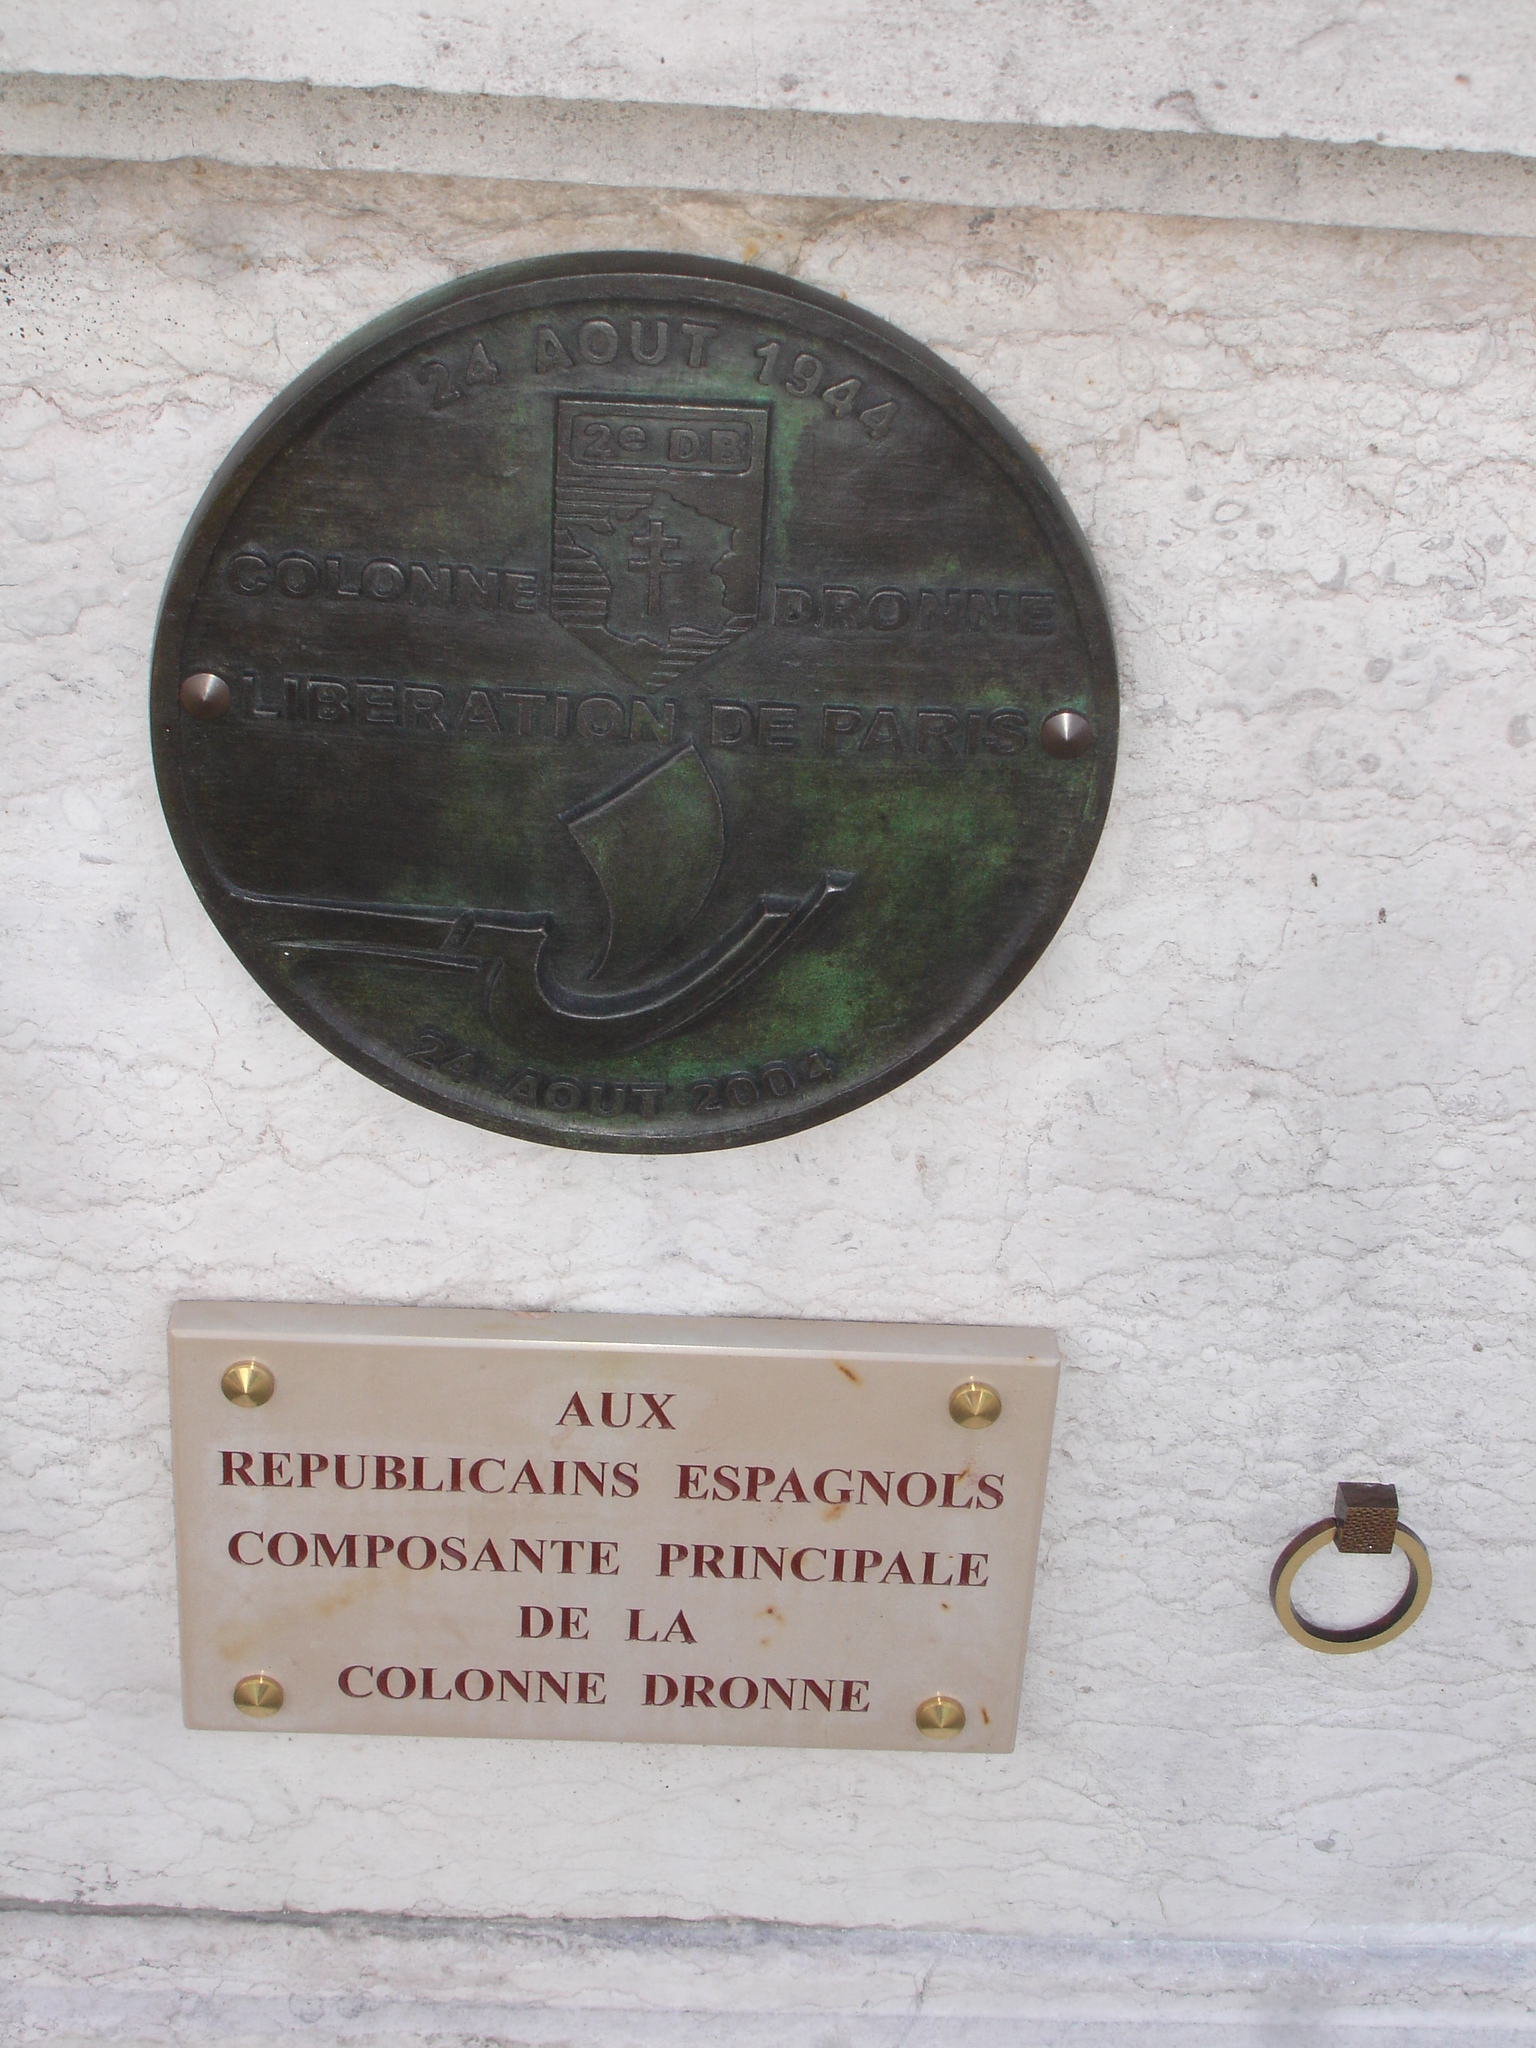 24 AOUT 1944
2e DB
COLONNE DRONNE
LIBERATION DE PARIS
24 AOUT 2004
AUX
REPUBLICAINS ESPAGNOLS
COMPOSANTE PRINCIPALE
DE LA
COLONNE DRONNE